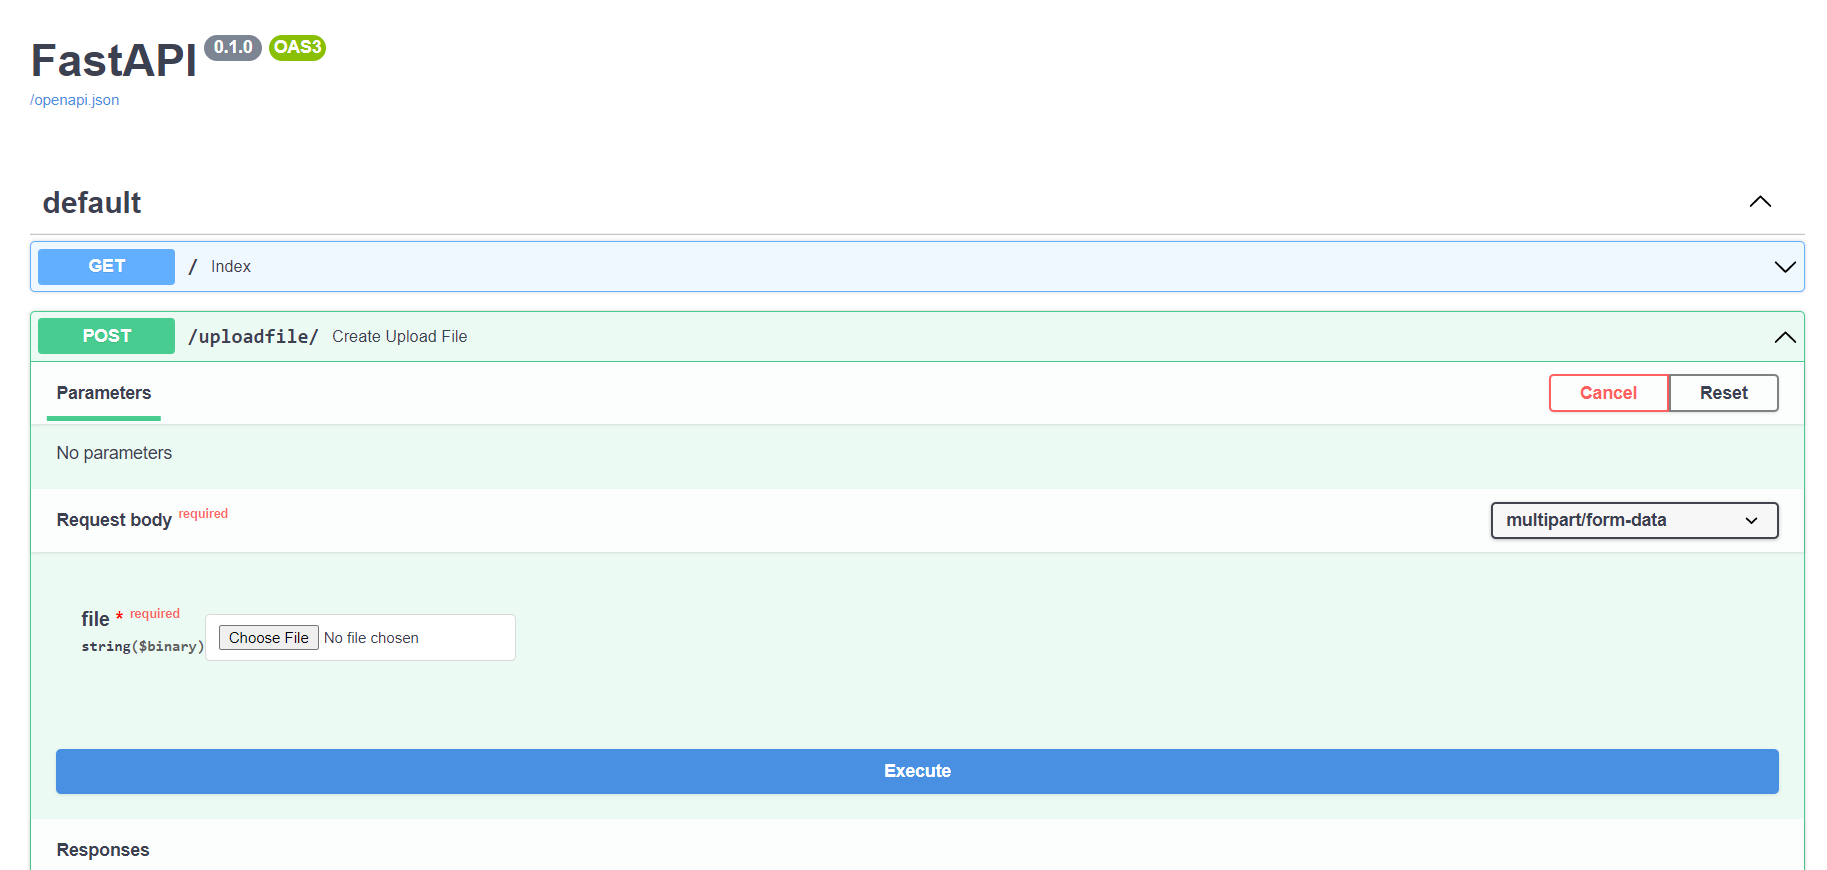 FastAPI 0.1.0 OAS3
/openapi.json
default
GET / Index
POST /uploadfile/ Create Upload File
Parameters Cancel Reset
No parameters
Request body required multipart/form-data
file * required
string($binary) Choose File No file chosen
Execute
Responses